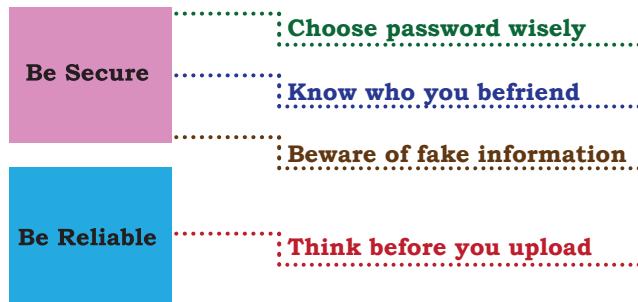 Be Secure
Choose password wisely
Know who you befriend
Beware of fake information
Be Reliable
Think before you upload